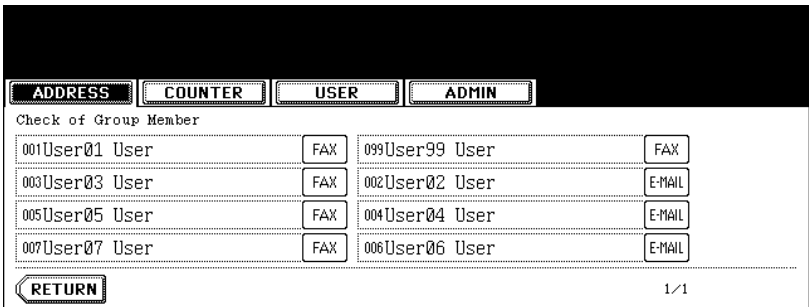 ADDRESS COUNTER USER ADMIN
Check of Group Member
001User01 User FAX 099User99 User FAX
003User03 User FAX 002User02 User E-MAIL
005User05 User FAX 004User04 User E-MAIL
007User07 User FAX 006User06 User E-MAIL
RETURN 1/1